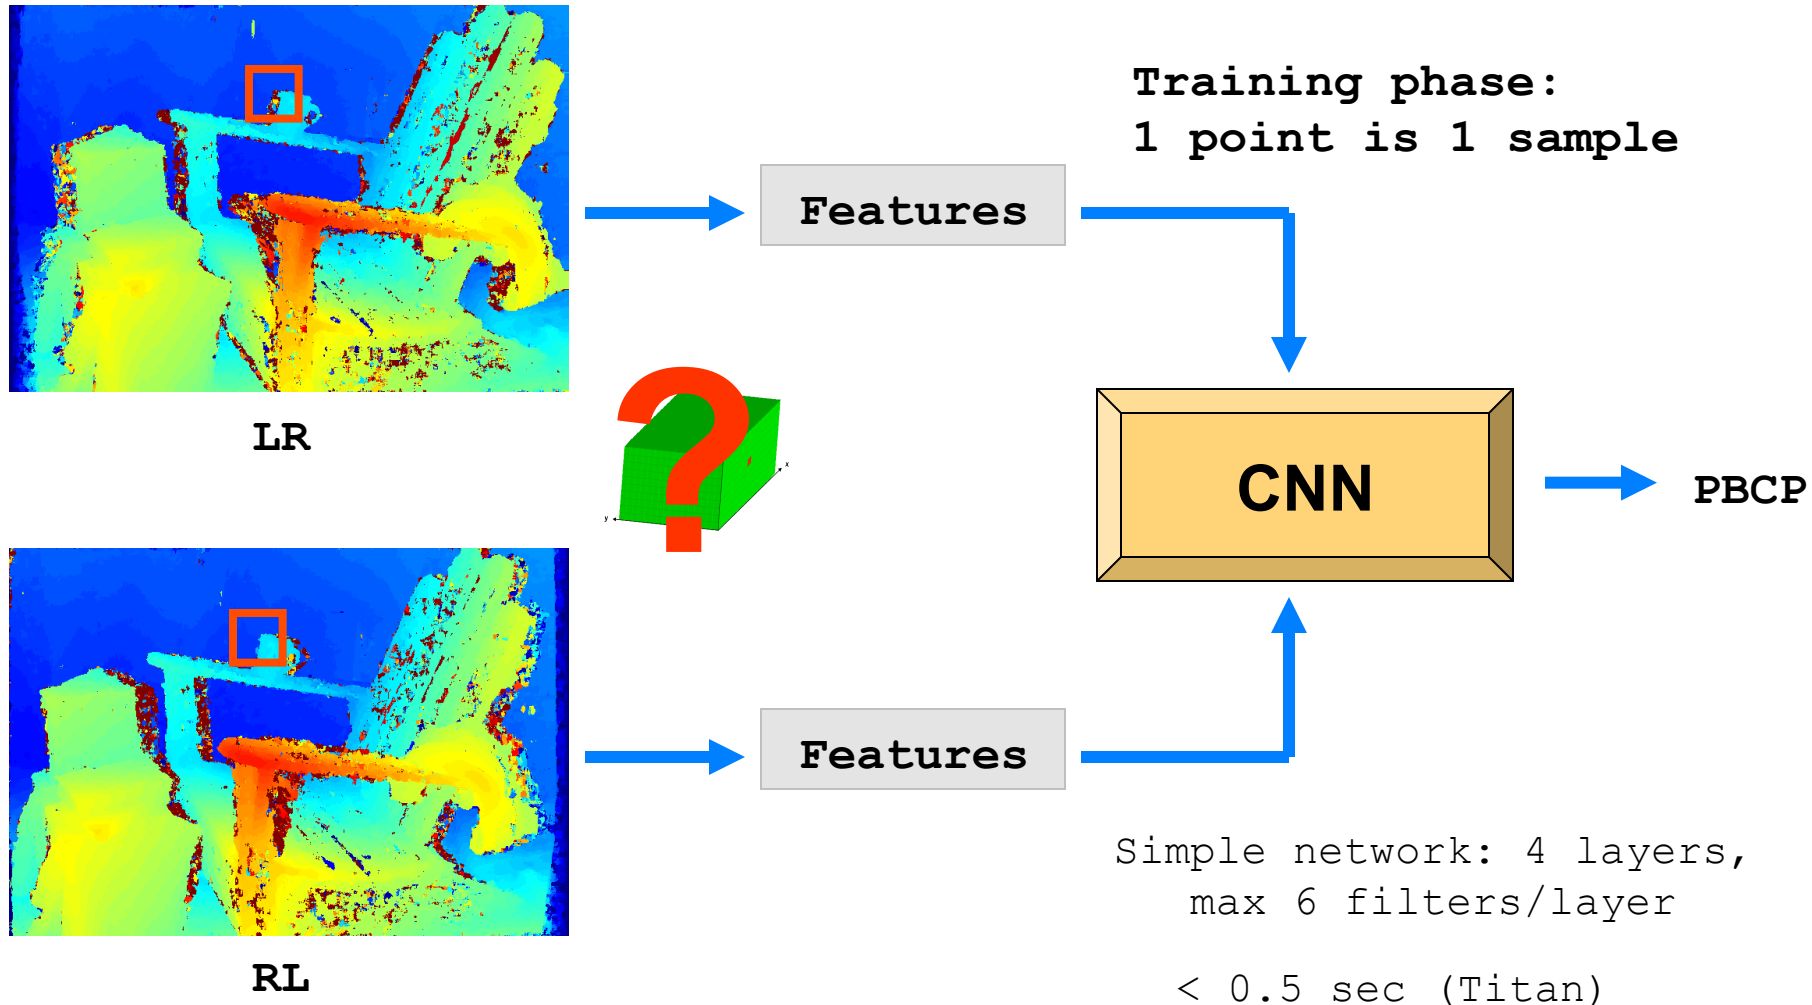 Training phase:
1 point is 1 sample
Features
LR
?
x
y
CNN
PBCP
Features
Simple network: 4 layers,
max 6 filters/layer
RL
< 0.5 sec (Titan)